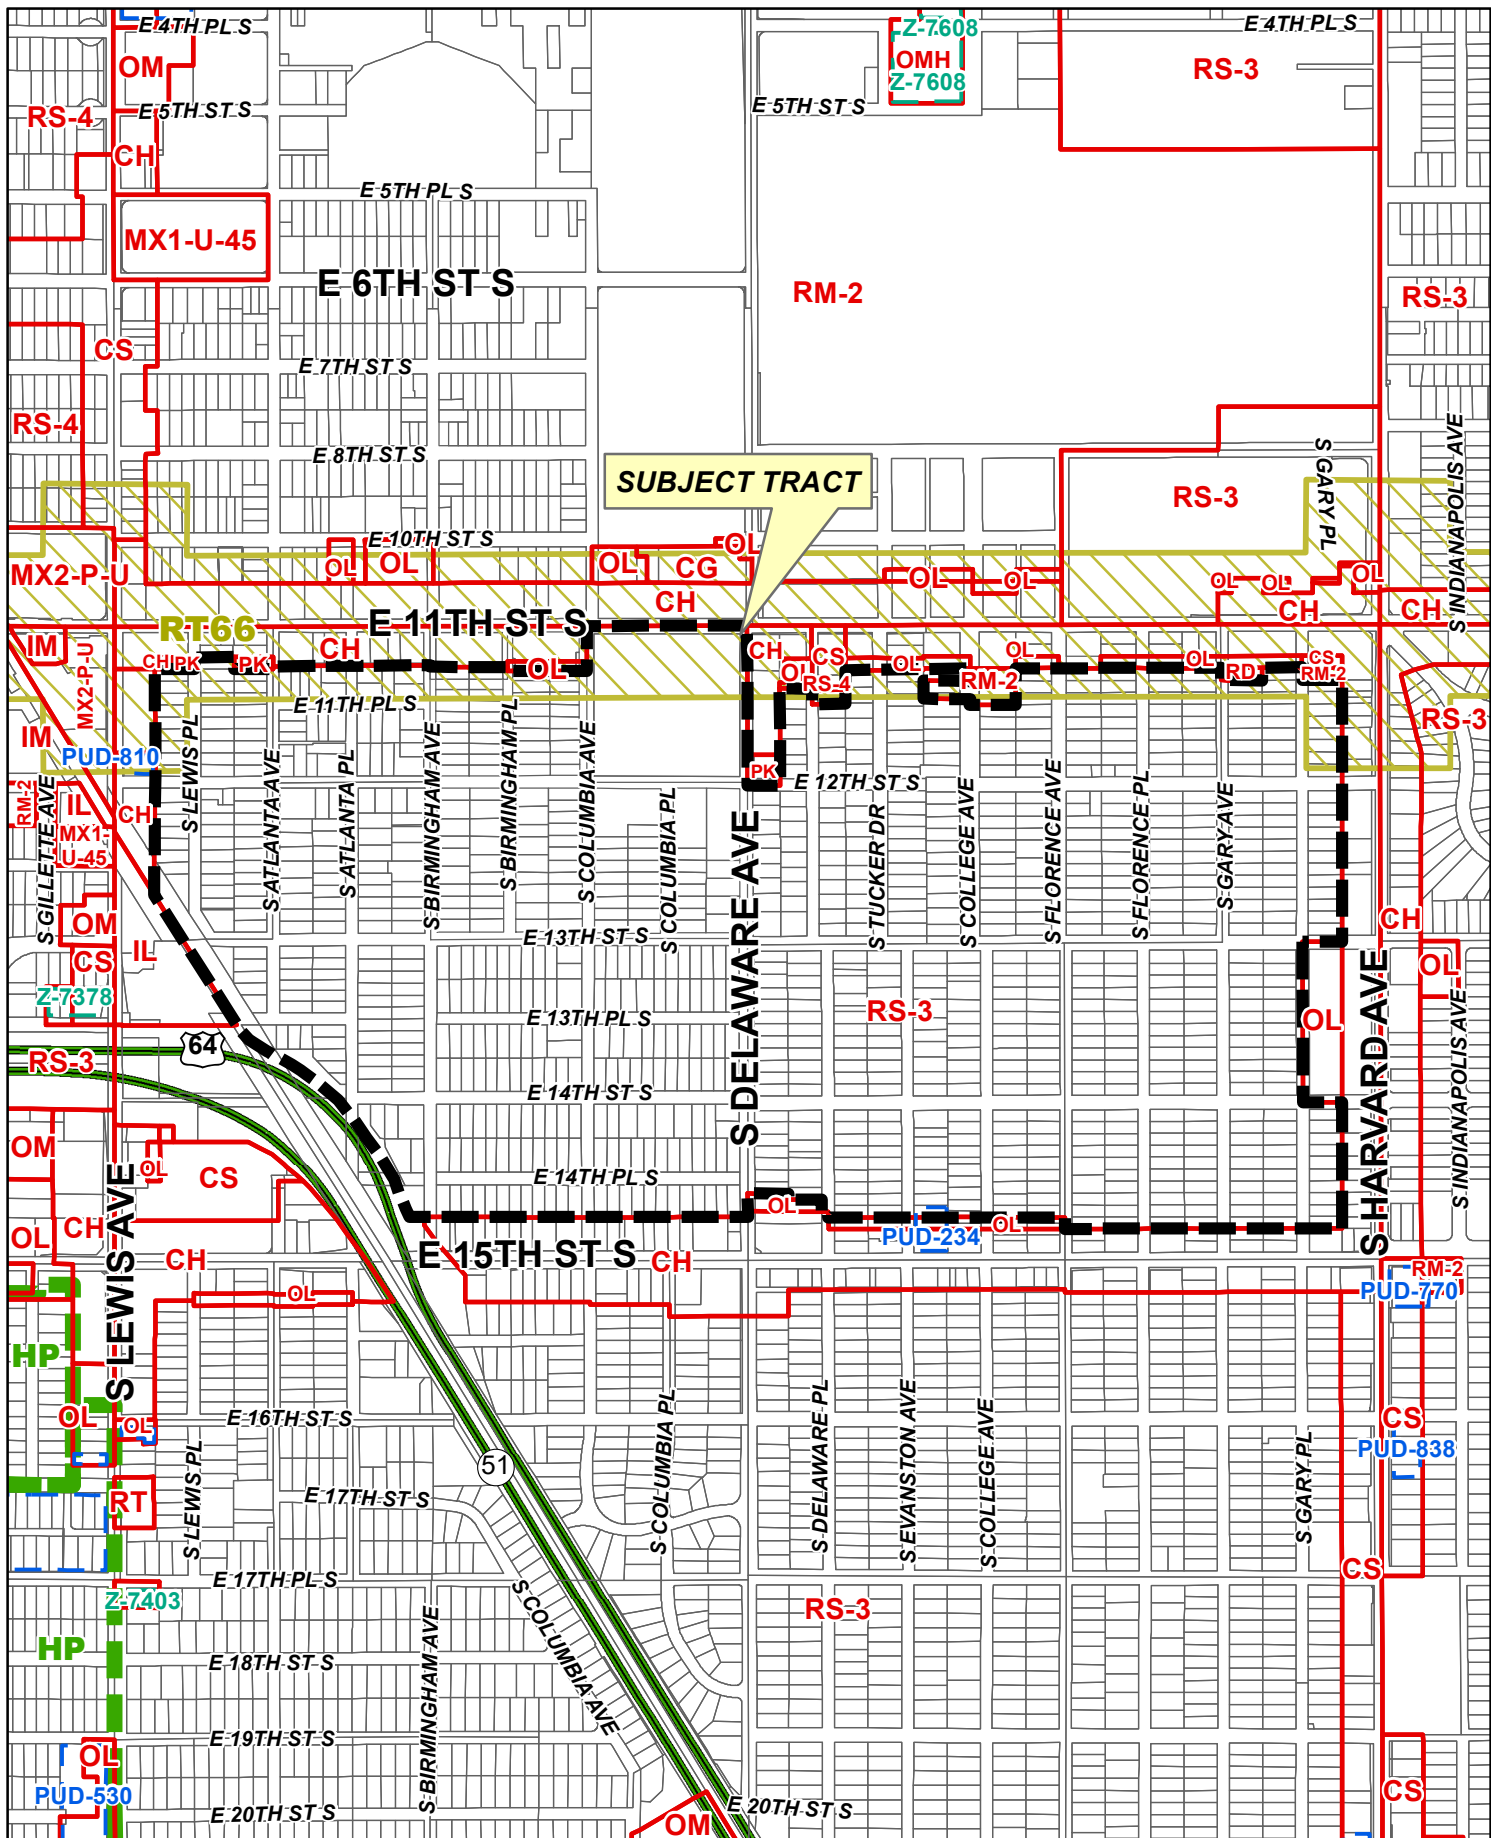 E 4TH PL S
Z-7608
E 4TH PL S
OM
OMH
Z-7608
RS-3
E 5TH ST S
E 5TH ST S
RS-4
CH
E 5TH PL S
MX1-U-45
E 6TH ST S
RM-2
RS-3
CS
E 7TH ST S
RS-4
E 8TH ST S
S GARY PL
S INDIANAPOLIS AVE
SUBJECT TRACT
RS-3
E 10TH ST S
OL
OL
OL
OL
CG
MX2-P-U
OL
OL
OL
OL
OL
CH
CH
CH
RT66
E 11TH ST S
IM
MX2-P-U
CH
PK
PK
CH
OL
CH
CS
OL
OL
OL
OL
CS
RS-4
RM-2
RD
RM-2
E 11TH PL S
RS-3
IM
PUD-810
PK
E 12TH ST S
RM-2
IL
CH
MX1-
U-45
S GILLETTE AVE
S LEWIS PL
S ATLANTA AVE
S ATLANTA PL
S BIRMINGHAM AVE
S BIRMINGHAM PL
S COLUMBIA AVE
S COLUMBIA PL
S DELAWARE AVE
S TUCKER DR
S COLLEGE AVE
S FLORENCE AVE
S FLORENCE PL
S GARY AVE
OM
CH
E 13TH ST S
CS
IL
OL
Z-7378
E 13TH PL S
RS-3
OL
S HARVARD AVE
S INDIANAPOLIS AVE
64
RS-3
E 14TH ST S
OM
OL
CS
E 14TH PL S
OL
OL
CH
OL
PUD-234
S LEWIS AVE
E 15TH ST S
CH
CH
RM-2
PUD-770
OL
HP
OL
OL
E 16TH ST S
CS
PUD-838
S LEWIS PL
51
S COLUMBIA PL
S DELAWARE PL
S EVANSTON AVE
S COLLEGE AVE
S GARY PL
RT
E 17TH ST S
CS
E 17TH PL S
Z-7403
S COLUMBIA AVE
RS-3
HP
E 18TH ST S
S BIRMINGHAM AVE
E 19TH ST S
OL
PUD-530
CS
E 20TH ST S
E 20TH ST S
OM